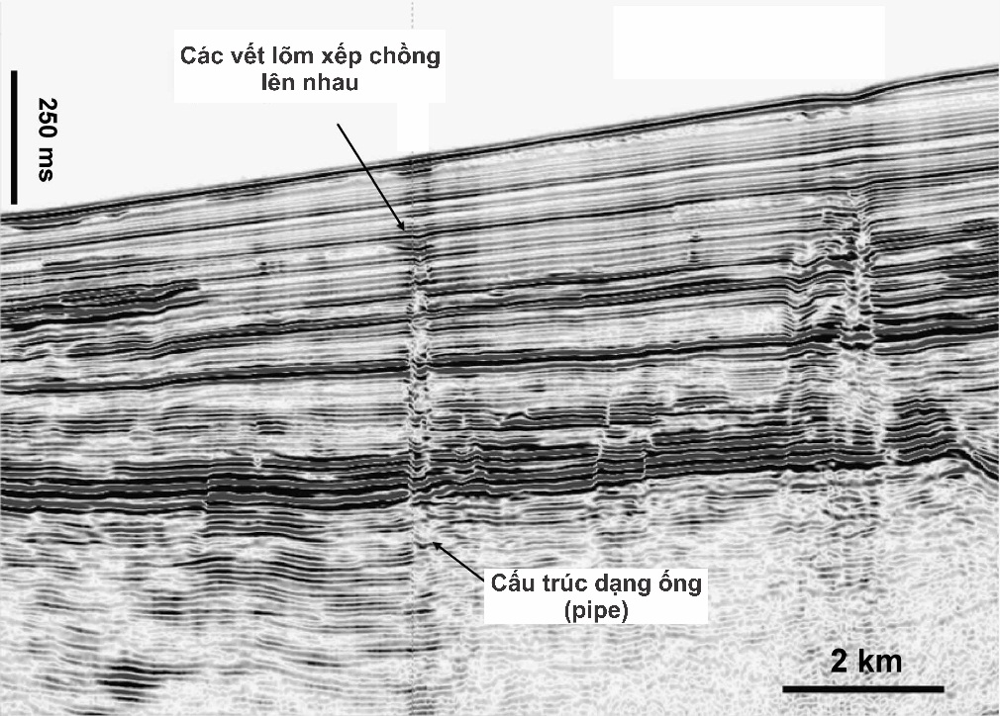 Các vết lõm xếp chồng
lên nhau
250 ms
Cấu trúc dạng ống
(pipe)
2 km